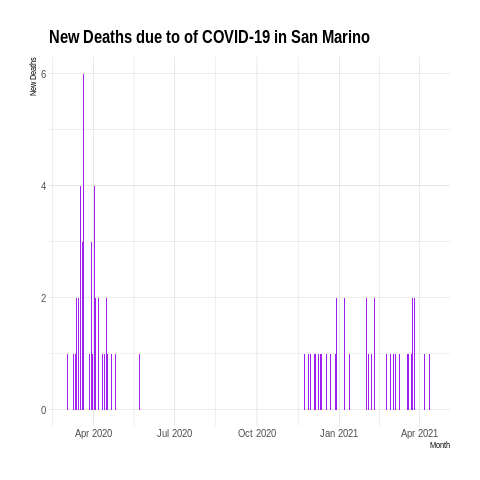 New Deaths due to of COVID-19 in San Marino
New Deaths
6
4
2
0
Apr 2020 Jul 2020 Oct 2020 Jan 2021 Apr 2021
Month